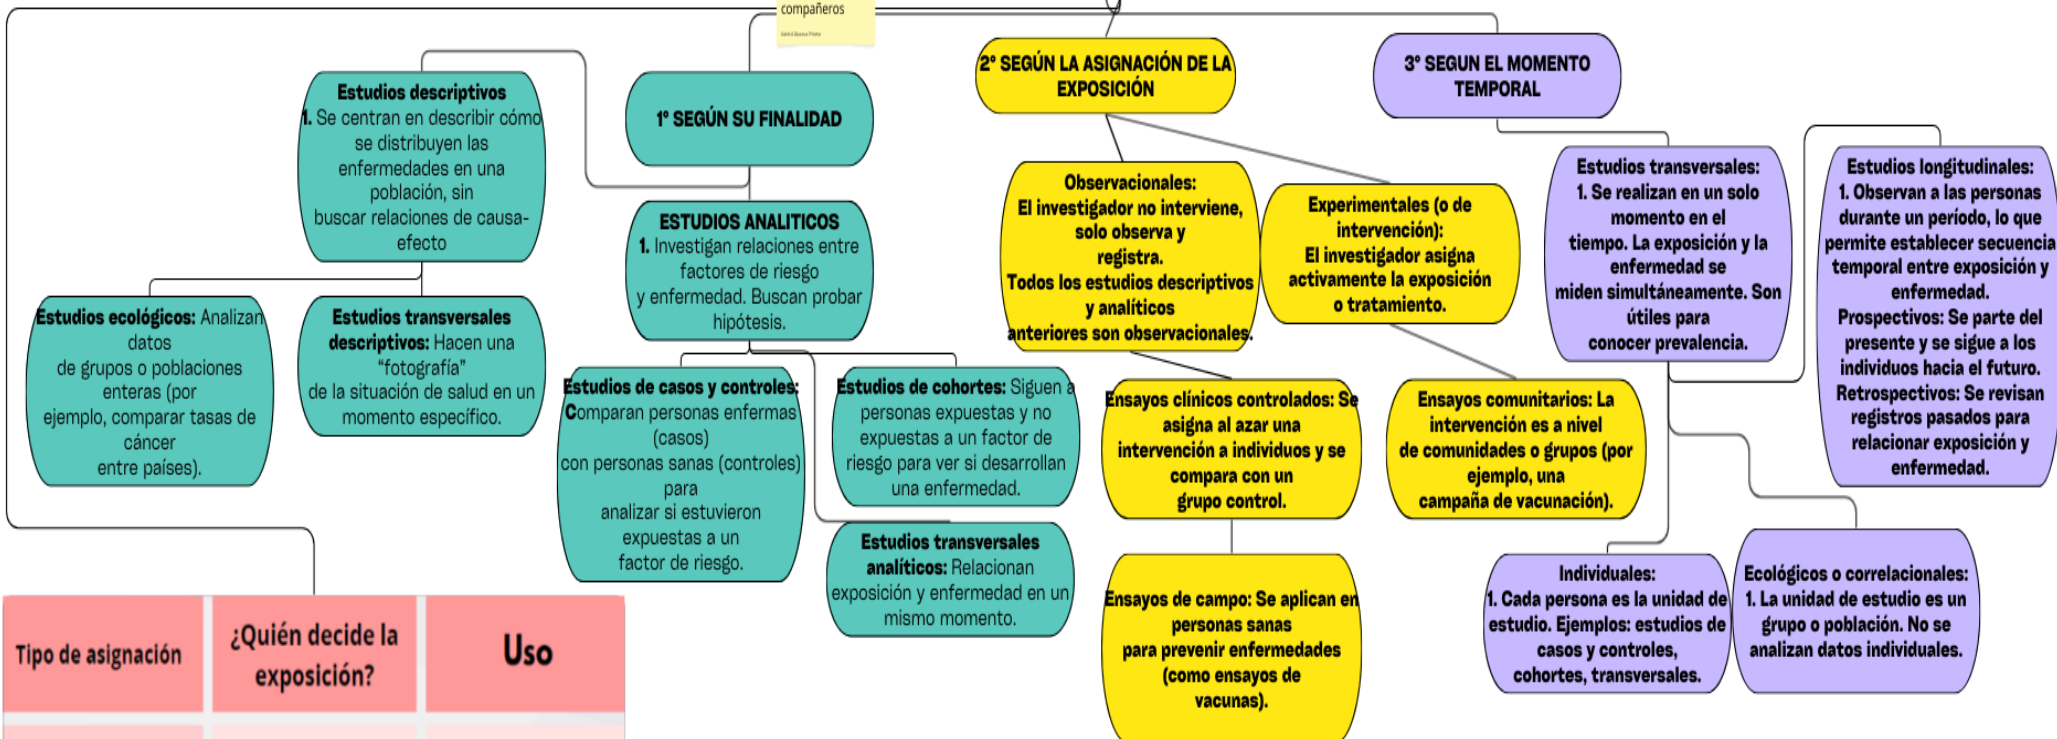 compañeros
2° SEGÚN LA ASIGNACIÓN DE LA
EXPOSICIÓN
3° SEGUN EL MOMENTO
TEMPORAL
1° SEGÚN SU FINALIDAD
Estudios descriptivos
1. Se centran en describir cómo
se distribuyen las
enfermedades en una
población, sin
buscar relaciones de causa-
efecto
ESTUDIOS ANALITICOS
1. Investigan relaciones entre
factores de riesgo
y enfermedad. Buscan probar
hipótesis.
Estudios ecológicos: Analizan
datos
de grupos o poblaciones
enteras (por
ejemplo, comparar tasas de
cáncer
entre países).
Estudios transversales
descriptivos: Hacen una
“fotografía”
de la situación de salud en un
momento específico.
Estudios de casos y controles:
Comparan personas enfermas
(casos)
con personas sanas (controles)
para
analizar si estuvieron
expuestas a un
factor de riesgo.
Estudios de cohortes: Siguen a
personas expuestas y no
expuestas a un factor de
riesgo para ver si desarrollan
una enfermedad.
Estudios transversales
analíticos: Relacionan
exposición y enfermedad en un
mismo momento.
Observacionales:
El investigador no interviene,
solo observa y
registra.
Todos los estudios descriptivos
y analíticos
anteriores son observacionales.
Experimentales (o de
intervención):
El investigador asigna
activamente la exposición
o tratamiento.
Ensayos clínicos controlados: Se
asigna al azar una
intervención a individuos y se
compara con un
grupo control.
Ensayos comunitarios: La
intervención es a nivel
de comunidades o grupos (por
ejemplo, una
campaña de vacunación).
Ensayos de campo: Se aplican en
personas sanas
para prevenir enfermedades
(como ensayos de
vacunas).
Estudios transversales:
1. Se realizan en un solo
momento en el
tiempo. La exposición y la
enfermedad se
miden simultáneamente. Son
útiles para
conocer prevalencia.
Estudios longitudinales:
1. Observan a las personas
durante un período, lo que
permite establecer secuencia
temporal entre exposición y
enfermedad.
Prospectivos: Se parte del
presente y se sigue a los
individuos hacia el futuro.
Retrospectivos: Se revisan
registros pasados para
relacionar exposición y
enfermedad.
Individuales:
1. Cada persona es la unidad de
estudio. Ejemplos: estudios de
casos y controles,
cohortes, transversales.
Ecológicos o correlacionales:
1. La unidad de estudio es un
grupo o población. No se
analizan datos individuales.
Tipo de asignación
¿Quién decide la
exposición?
Uso